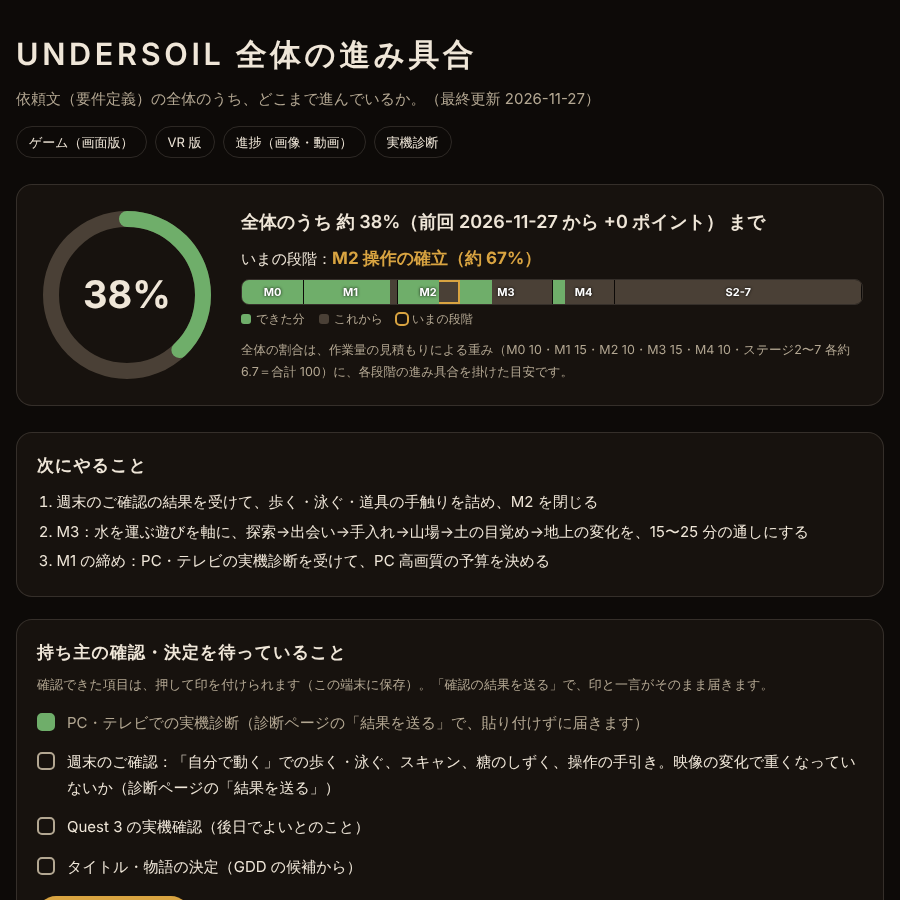 UNDERSOIL 全体の進み具合
依頼文（要件定義）の全体のうち、どこまで進んでいるか。（最終更新 2026-11-27）
ゲーム（画面版） VR 版 進捗（画像・動画） 実機診断
38%
全体のうち 約 38%（前回 2026-11-27 から +0 ポイント） まで
いまの段階：M2 操作の確立（約 67%）
M0 M1 M2 M3 M4 S2-7
できた分 これから いまの段階
全体の割合は、作業量の見積もりによる重み（M0 10・M1 15・M2 10・M3 15・M4 10・ステージ2〜7 各約
6.7＝合計 100）に、各段階の進み具合を掛けた目安です。
次にやること
1. 週末のご確認の結果を受けて、歩く・泳ぐ・道具の手触りを詰め、M2 を閉じる
2. M3：水を運ぶ遊びを軸に、探索→出会い→手入れ→山場→土の目覚め→地上の変化を、15〜25 分の通しにする
3. M1 の締め：PC・テレビの実機診断を受けて、PC 高画質の予算を決める
持ち主の確認・決定を待っていること
確認できた項目は、押して印を付けられます（この端末に保存）。「確認の結果を送る」で、印と一言がそのまま届きます。
PC・テレビでの実機診断（診断ページの「結果を送る」で、貼り付けずに届きます）
週末のご確認：「自分で動く」での歩く・泳ぐ、スキャン、糖のしずく、操作の手引き。映像の変化で重くなってい
ないか（診断ページの「結果を送る」）
Quest 3 の実機確認（後日でよいとのこと）
タイトル・物語の決定（GDD の候補から）